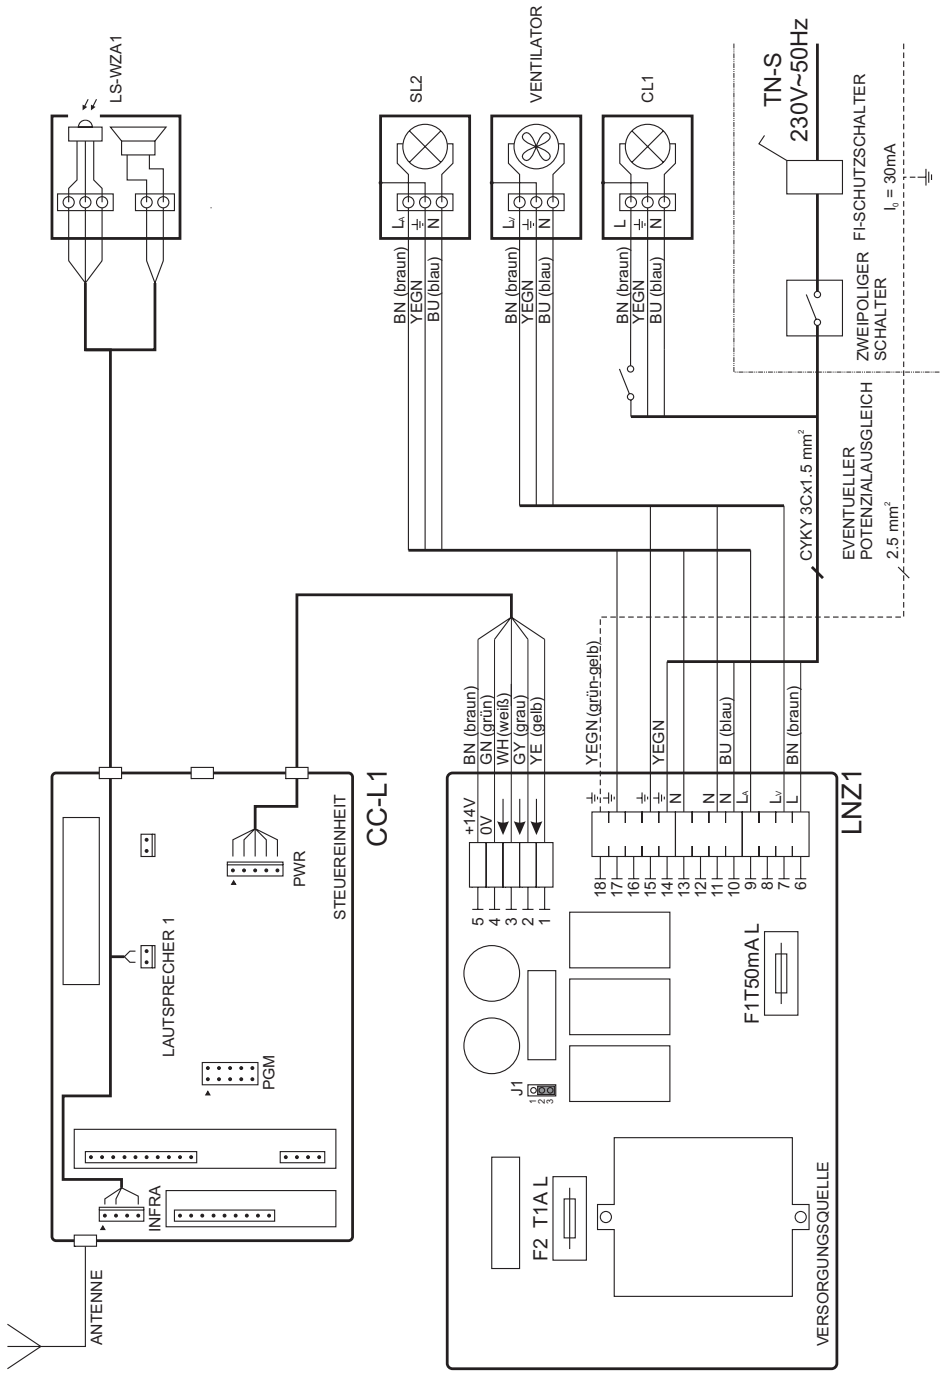 LS-WZA1
SL2
VENTILATOR
CL1
TN-S
230V~50Hz
FI-SCHUTZSCHALTER
I₀ = 30mA
ZWEIPOLIGER
SCHALTER
LA
N
BN (braun)
YEGN
BU (blau)
LV
N
BN (braun)
YEGN
BU (blau)
L
N
BN (braun)
YEGN
BU (blau)
CYKY 3Cx1.5 mm²
EVENTUELLER
POTENZIALAUSGLEICH
2.5 mm²
CC-L1
STEUEREINHEIT
PWR
LAUTSPRECHER 1
PGM
INFRA
ANTENNE
BN (braun)
GN (grün)
WH (weiß)
GY (grau)
YE (gelb)
+14V
0V
5
4
3
2
1
YEGN (grün-gelb)
YEGN
BU (blau)
BN (braun)
N
N
N
LA
LV
L
18
17
16
15
14
13
12
11
10
9
8
7
6
LNZ1
F1T50mA L
J1
1
2
3
F2 T1A L
VERSORGUNGSQUELLE